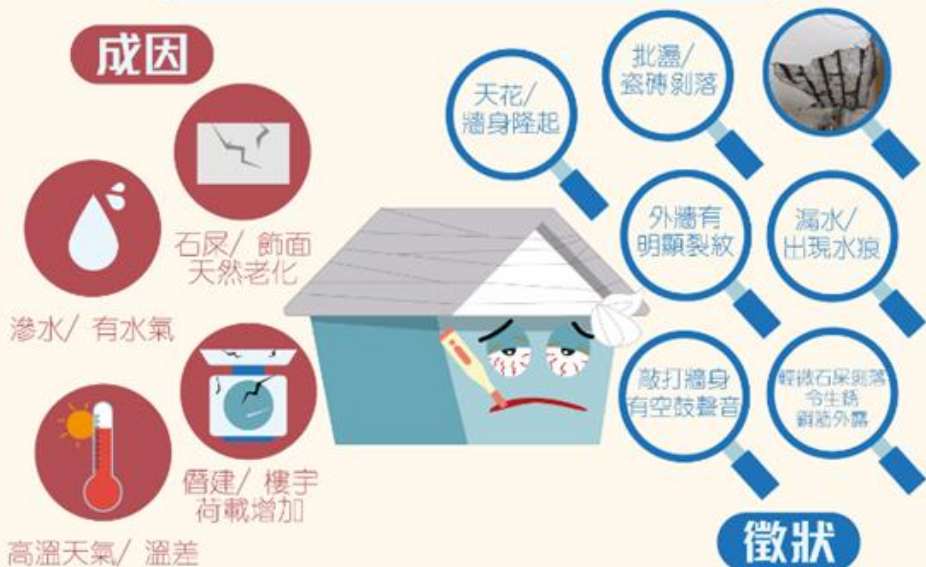 成因
石屎/ 飾面
天然老化
滲水/ 有水氣
僭建/ 樓宇
荷載增加
高溫天氣/ 溫差
天花/
牆身隆起
批盪/
瓷磚剝落
外牆有
明顯裂紋
漏水/
出現水痕
敲打牆身
有空鼓聲音
輕微石屎剝落
令生銹
鋼筋外露
徵狀